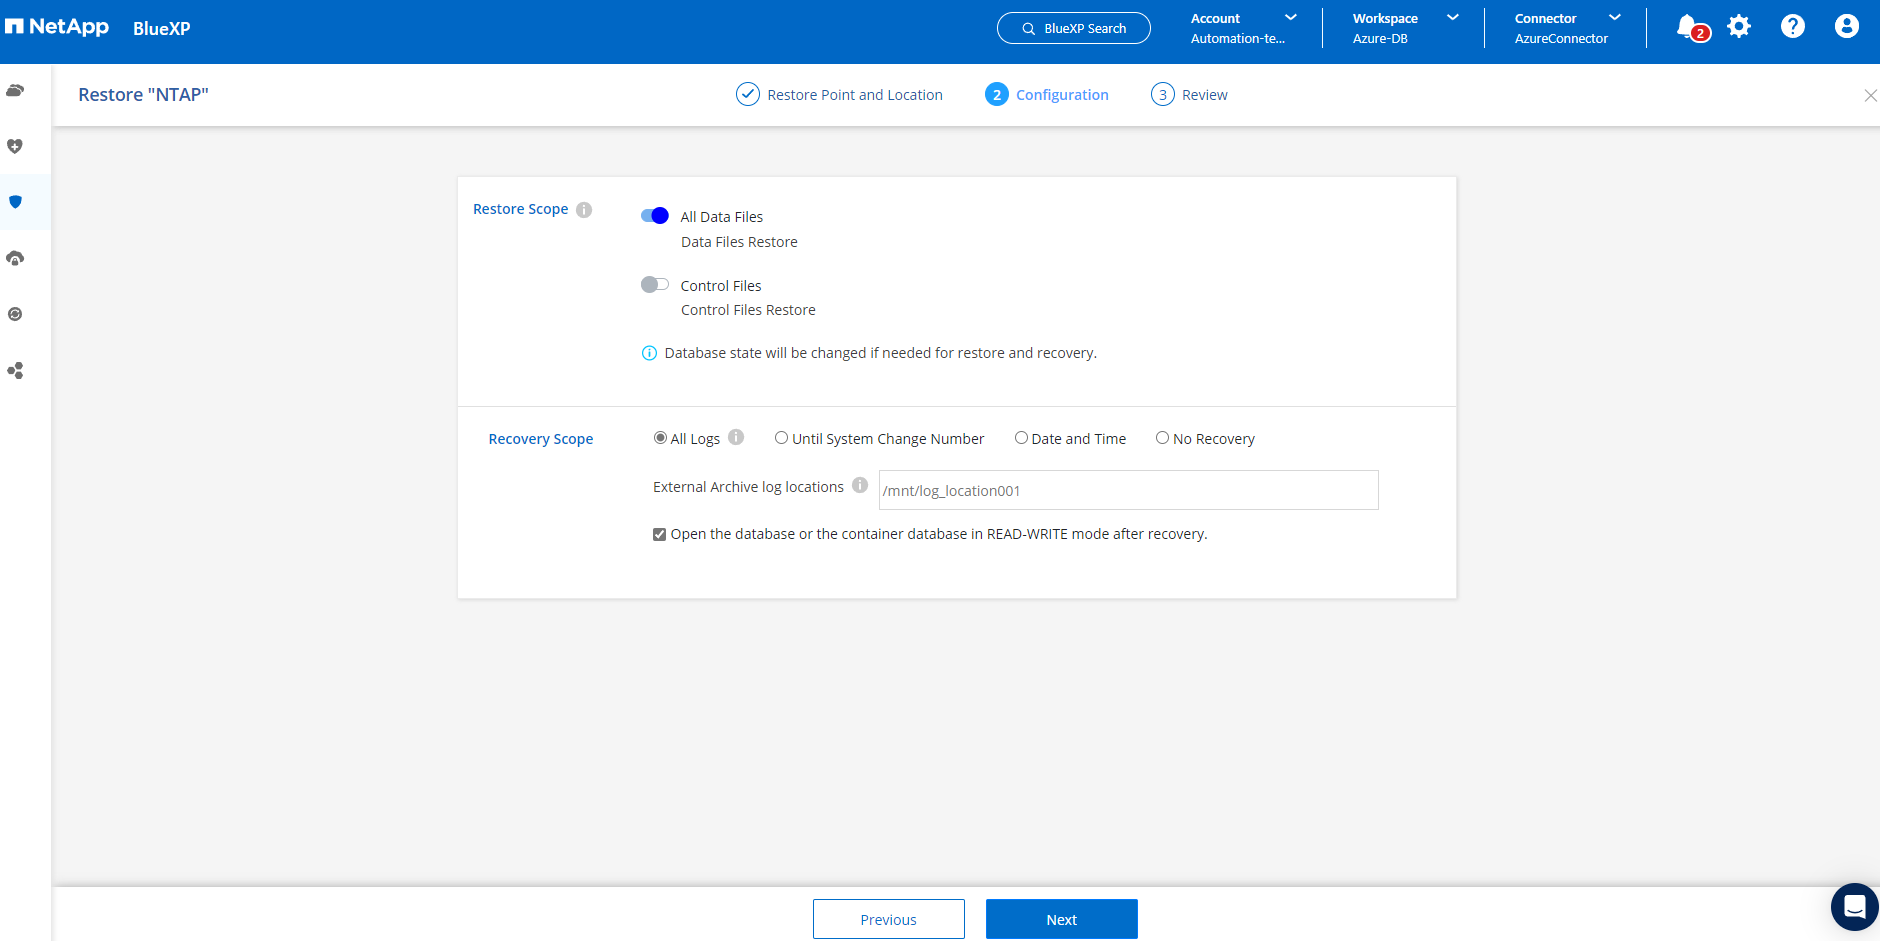 NetApp BlueXP
BlueXP Search
Account
Automation-te...
Workspace
Azure-DB
Connector
AzureConnector
2
Restore "NTAP"
Restore Point and Location
2 Configuration
3 Review
Restore Scope
All Data Files
Data Files Restore
Control Files
Control Files Restore
Database state will be changed if needed for restore and recovery.
Recovery Scope
All Logs
Until System Change Number
Date and Time
No Recovery
External Archive log locations
/mnt/log_location001
Open the database or the container database in READ-WRITE mode after recovery.
Previous
Next